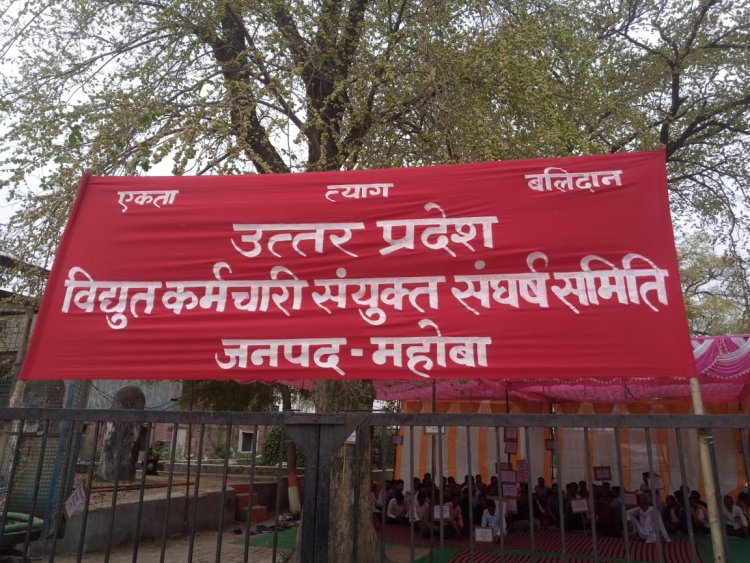 एकता त्याग बलिदान
उत्तर प्रदेश
विद्युत कर्मचारी संयुक्त संघर्ष समिति
जनपद - महोबा